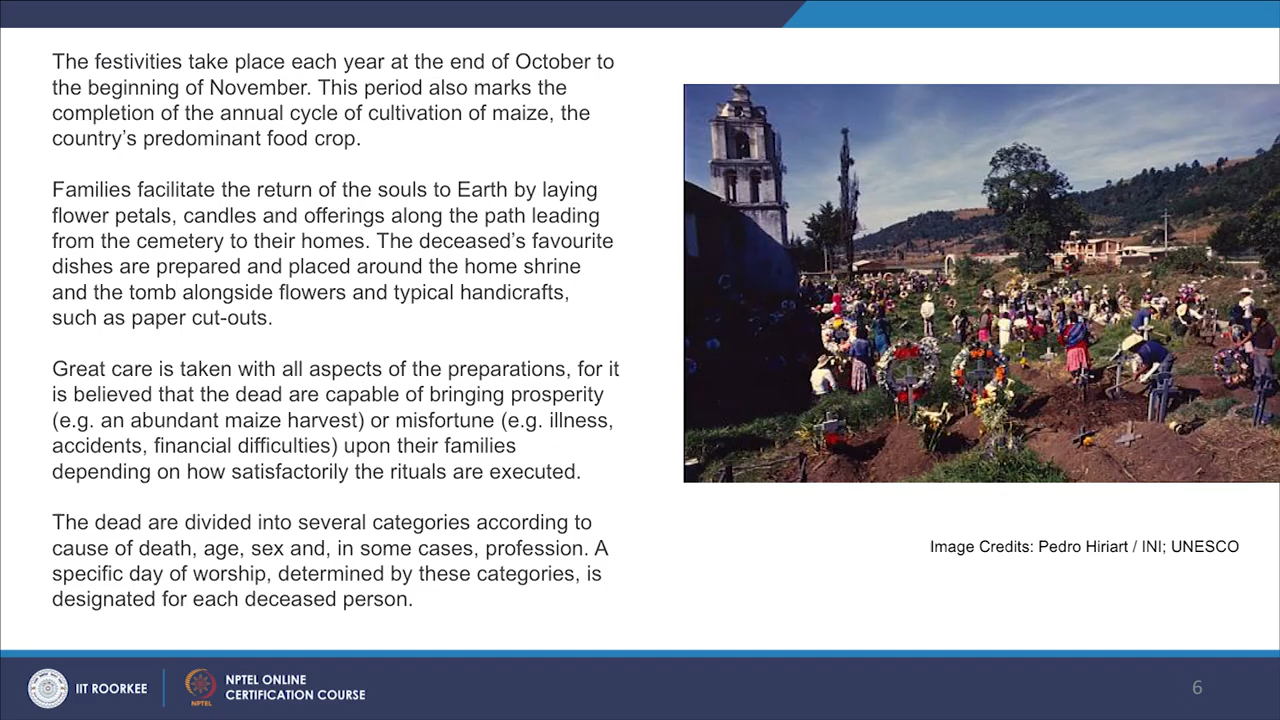 The festivities take place each year at the end of October to
the beginning of November. This period also marks the
completion of the annual cycle of cultivation of maize, the
country’s predominant food crop.
Families facilitate the return of the souls to Earth by laying
flower petals, candles and offerings along the path leading
from the cemetery to their homes. The deceased’s favourite
dishes are prepared and placed around the home shrine
and the tomb alongside flowers and typical handicrafts,
such as paper cut-outs.
Great care is taken with all aspects of the preparations, for it
is believed that the dead are capable of bringing prosperity
(e.g. an abundant maize harvest) or misfortune (e.g. illness,
accidents, financial difficulties) upon their families
depending on how satisfactorily the rituals are executed.
The dead are divided into several categories according to
cause of death, age, sex and, in some cases, profession. A
specific day of worship, determined by these categories, is
designated for each deceased person.
Image Credits: Pedro Hiriart / INI; UNESCO
IIT ROORKEE
NPTEL
NPTEL ONLINE
CERTIFICATION COURSE
6